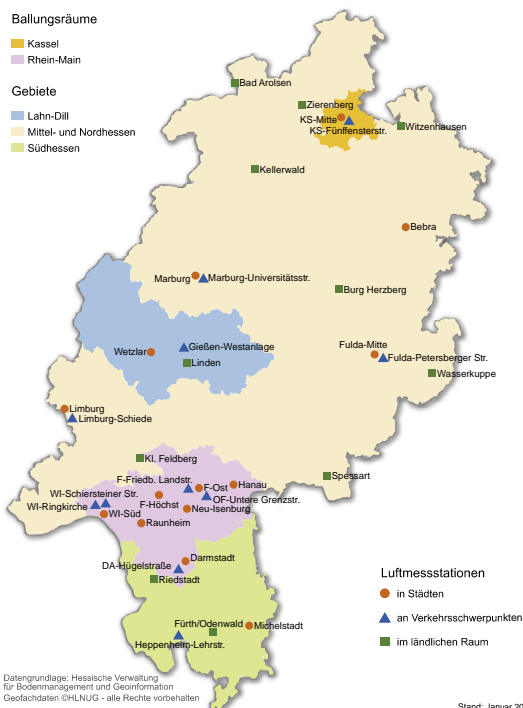 Ballungsräume
Kassel
Rhein-Main
Gebiete
Lahn-Dill
Mittel- und Nordhessen
Südhessen
Bad Arolsen
Zierenberg
KS-Mitte
KS-Fünffensterstr.
Witzenhausen
Kellerwald
Bebra
Marburg
Marburg-Universitätsstr.
Burg Herzberg
Gießen-Westanlage
Wetzlar
Linden
Fulda-Mitte
Fulda-Petersberger Str.
Wasserkuppe
Limburg
Limburg-Schiede
Kl. Feldberg
Spessart
F-Friedb. Landstr.
F-Ost
Hanau
WI-Schiersteiner Str.
OF-Untere Grenzstr.
WI-Ringkirche
F-Höchst
Neu-Isenburg
WI-Süd
Raunheim
Darmstadt
DA-Hügelstraße
Riedstadt
Fürth/Odenwald
Michelstadt
Heppenheim-Lehrstr.
Luftmessstationen
in Städten
an Verkehrsschwerpunkten
im ländlichen Raum
Datengrundlage: Hessische Verwaltung
für Bodenmanagement und Geoinformation
Geofachdaten ©HLNUG - alle Rechte vorbehalten
Stand: Januar 20